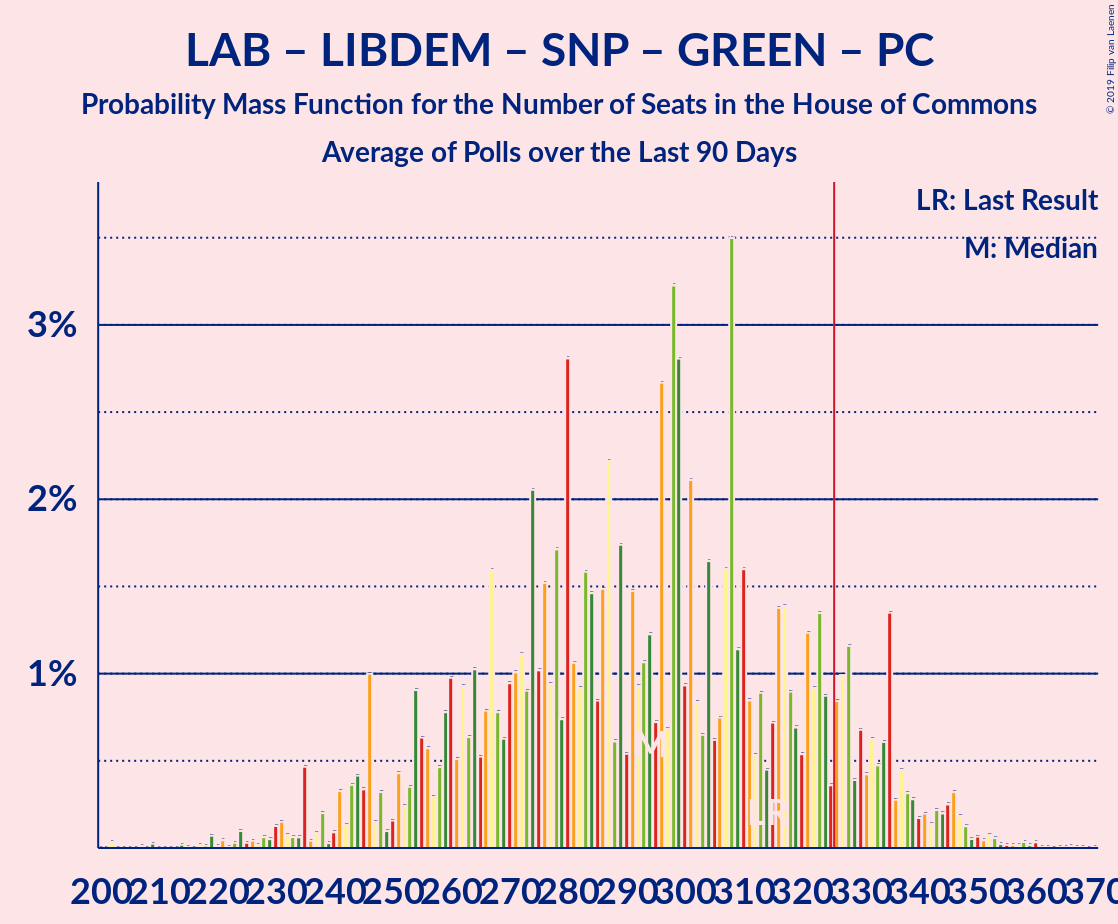 LAB – LIBDEM – SNP – GREEN – PC
Probability Mass Function for the Number of Seats in the House of Commons
Average of Polls over the Last 90 Days
© 2019 Filip van Laenen
LR: Last Result
M: Median
3%
2%
1%
M
LR
200 210 220 230 240 250 260 270 280 290 300 310 320 330 340 350 360 370